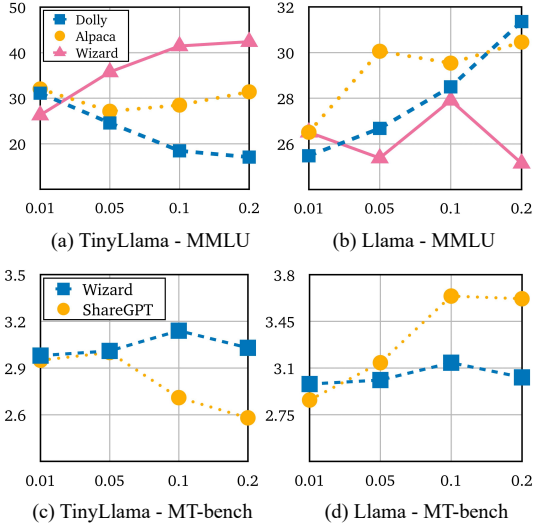 50
40
30
20
Dolly
Alpaca
Wizard
0.01 0.05 0.1 0.2
(a) TinyLlama - MMLU
32
30
28
26
0.01 0.05 0.1 0.2
(b) Llama - MMLU
3.5
3.2
2.9
2.6
Wizard
ShareGPT
0.01 0.05 0.1 0.2
(c) TinyLlama - MT-bench
3.8
3.45
3.1
2.75
0.01 0.05 0.1 0.2
(d) Llama - MT-bench